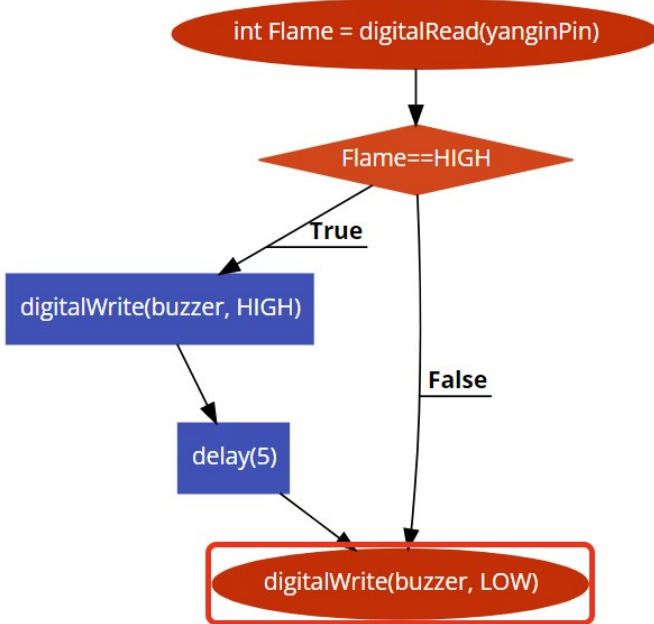 int Flame = digitalRead(yanginPin)
Flame==HIGH
True
digitalWrite(buzzer, HIGH)
False
delay(5)
digitalWrite(buzzer, LOW)